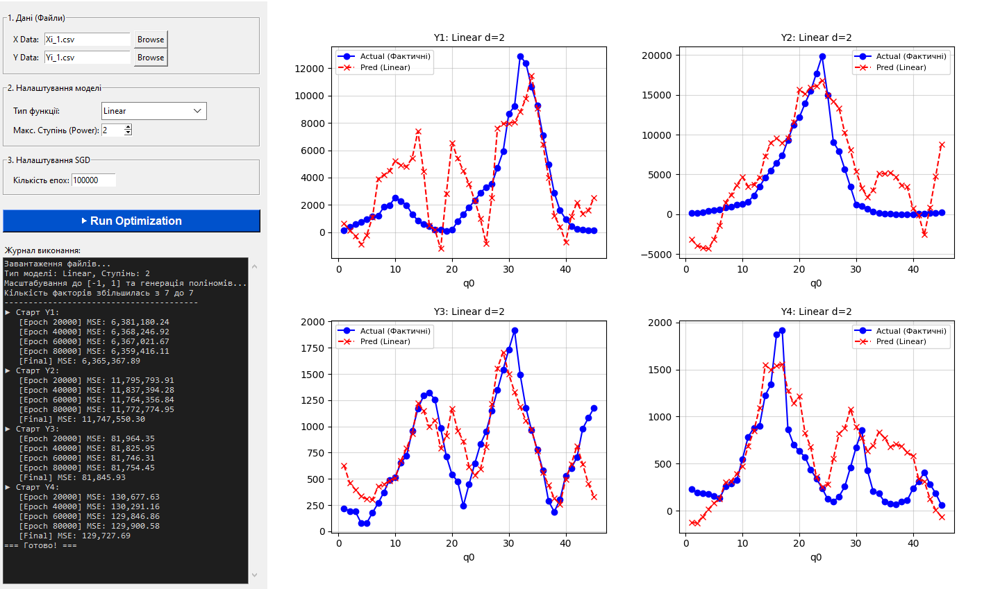 1. Дані (Файли)
X Data: Xi_1.csv Browse
Y Data: Yi_1.csv Browse
2. Налаштування моделі
Тип функції: Linear
Макс. Ступінь (Power): 2
3. Налаштування SGD
Кількість епох: 100000
Run Optimization
Журнал виконання:
Завантаження файлів...
Тип моделі: Linear, Ступінь: 2
Масштабування до [-1, 1] та генерація поліномів...
Кількість факторів збільшилась з 7 до 7
----------------------------------------
► Старт Y1:
[Epoch 20000] MSE: 6,381,180.24
[Epoch 40000] MSE: 6,368,246.92
[Epoch 60000] MSE: 6,367,021.67
[Epoch 80000] MSE: 6,359,416.11
[Final] MSE: 6,365,367.89
► Старт Y2:
[Epoch 20000] MSE: 11,795,793.91
[Epoch 40000] MSE: 11,837,394.28
[Epoch 60000] MSE: 11,764,356.84
[Epoch 80000] MSE: 11,772,774.95
[Final] MSE: 11,747,550.30
► Старт Y3:
[Epoch 20000] MSE: 81,964.35
[Epoch 40000] MSE: 81,825.95
[Epoch 60000] MSE: 81,746.31
[Epoch 80000] MSE: 81,754.45
[Final] MSE: 81,845.93
► Старт Y4:
[Epoch 20000] MSE: 130,677.63
[Epoch 40000] MSE: 130,291.16
[Epoch 60000] MSE: 129,846.86
[Epoch 80000] MSE: 129,900.58
[Final] MSE: 129,727.69
=== Готово! ===
Y1: Linear d=2
Actual (Фактичні)
Pred (Linear)
12000
10000
8000
6000
4000
2000
0
0 10 20 30 40
q0
Y2: Linear d=2
Actual (Фактичні)
Pred (Linear)
20000
15000
10000
5000
0
−5000
0 10 20 30 40
q0
Y3: Linear d=2
Actual (Фактичні)
Pred (Linear)
2000
1750
1500
1250
1000
750
500
250
0
0 10 20 30 40
q0
Y4: Linear d=2
Actual (Фактичні)
Pred (Linear)
2000
1500
1000
500
0
0 10 20 30 40
q0